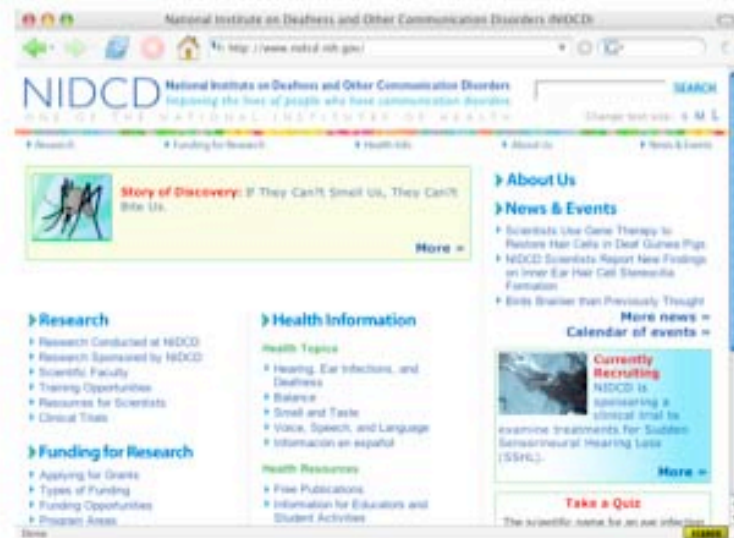 National Institute on Deafness and Other Communication Disorders (NIDCD)
http://www.nidcd.nih.gov/
NIDCD
National Institute on Deafness and Other Communication Disorders
Improving the lives of people who have communication disorders
SEARCH
ONE OF THE NATIONAL INSTITUTES OF HEALTH
Change text size: S M L
Research
Funding for Research
Health Info
About Us
News & Events
Story of Discovery: If They Can?t Smell Us, They Can?t
Bite Us.
More »
About Us
News & Events
Scientists Use Gene Therapy to
Restore Hair Cells in Deaf Guinea Pigs
NIDCD Scientists Report New Findings
on Inner Ear Hair Cell Stereocilia
Formation
Birds Brainier than Previously Thought
More news »
Calendar of events »
Currently
Recruiting
NIDCD is
sponsoring a
clinical trial to
examine treatments for Sudden
Sensorineural Hearing Loss
(SSHL).
More »
Take a Quiz
The scientific name for an ear infection
Research
Research Conducted at NIDCD
Research Sponsored by NIDCD
Scientific Faculty
Training Opportunities
Resources for Scientists
Clinical Trials
Funding for Research
Applying for Grants
Types of Funding
Funding Opportunities
Program Areas
Health Information
Health Topics
Hearing, Ear Infections, and
Deafness
Balance
Smell and Taste
Voice, Speech, and Language
Información en español
Health Resources
Free Publications
Information for Educators and
Student Activities
Done